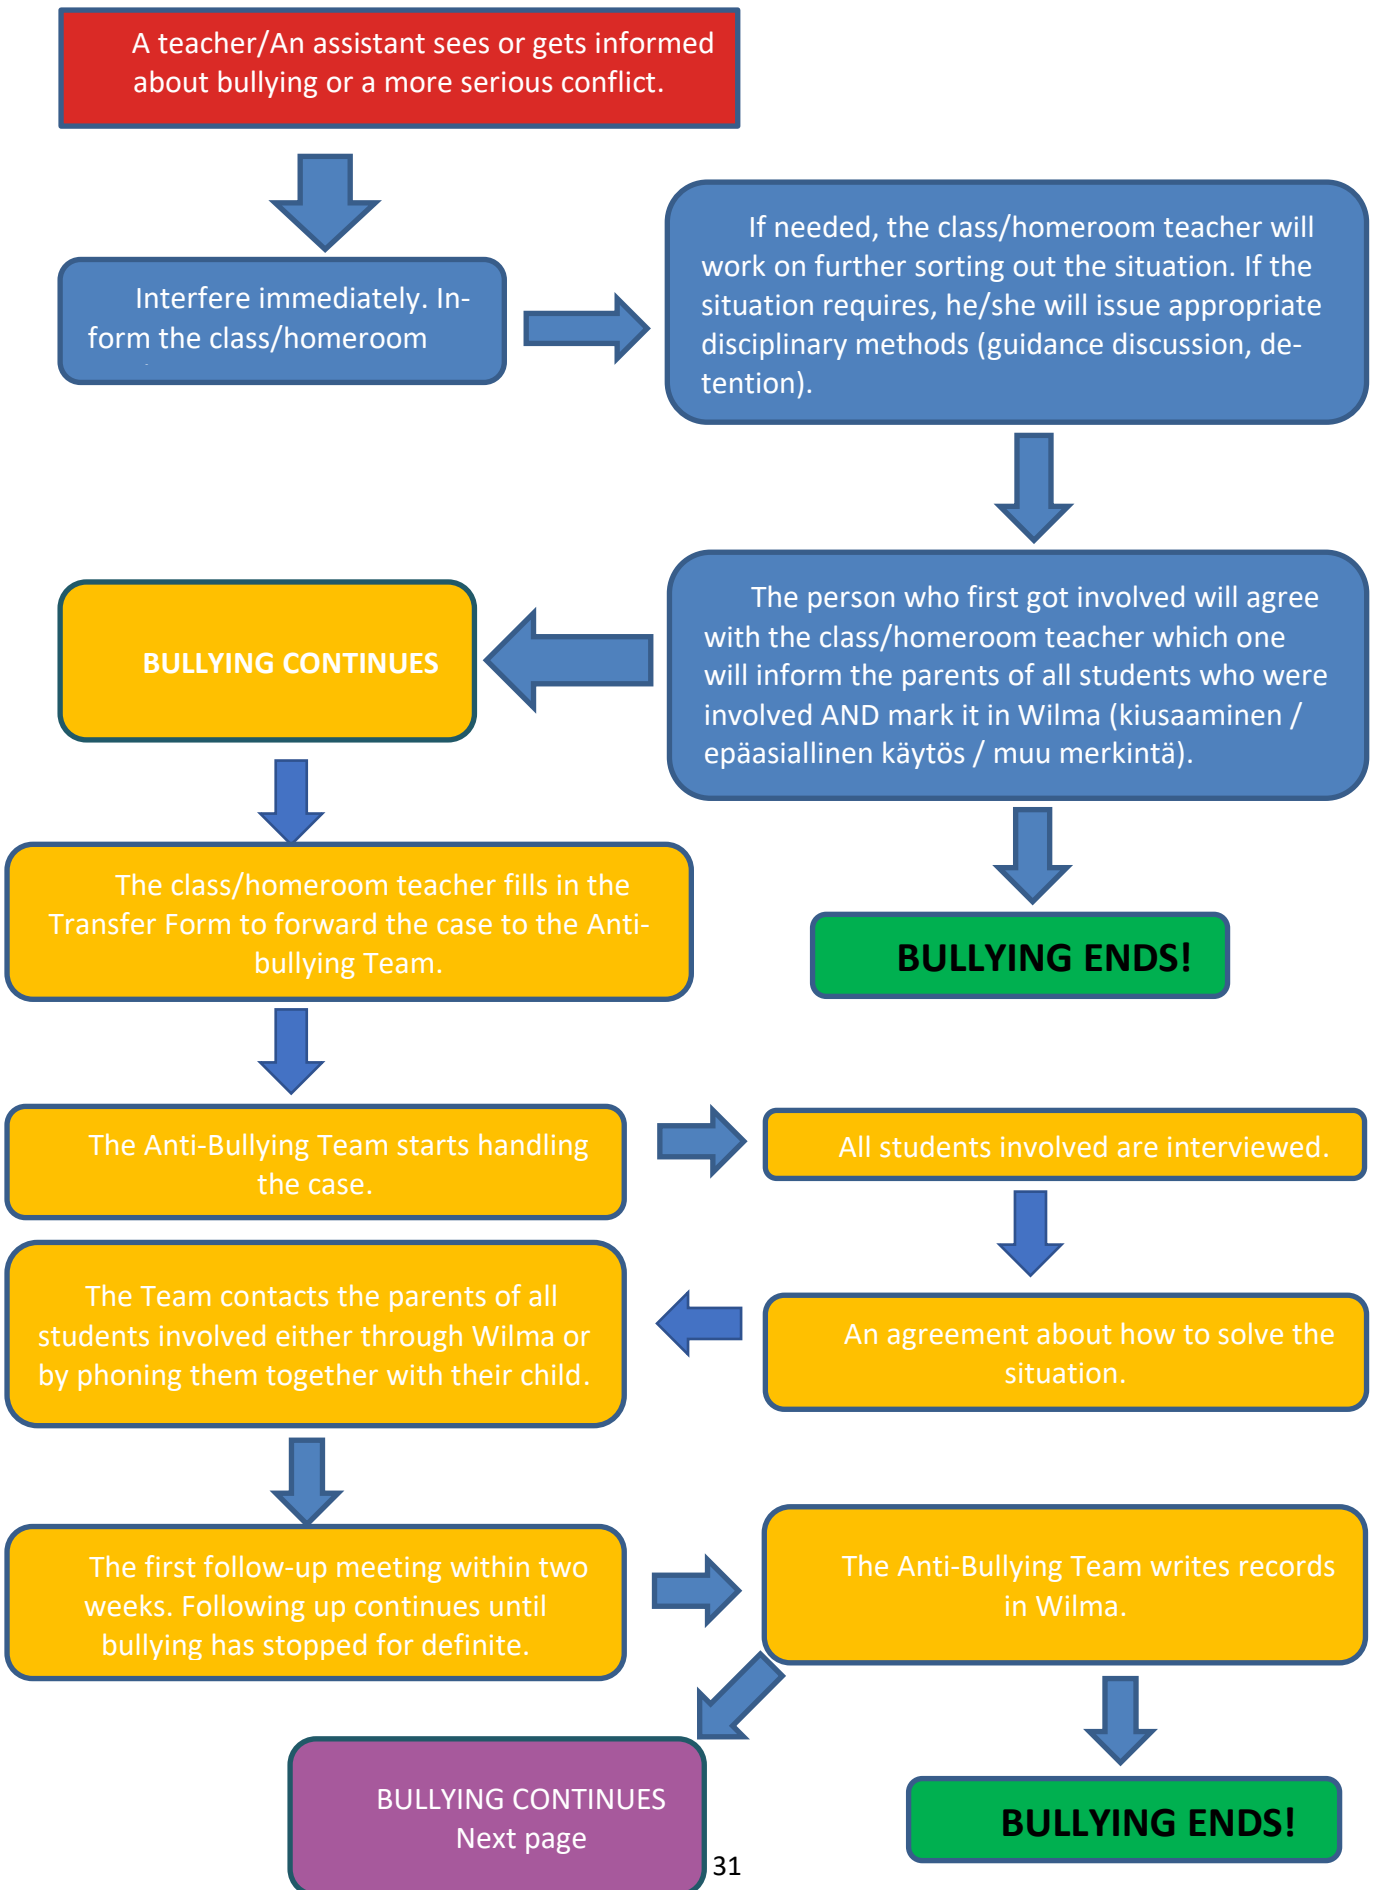 A teacher/An assistant sees or gets informed
about bullying or a more serious conflict.
Interfere immediately. In-
form the class/homeroom
If needed, the class/homeroom teacher will
work on further sorting out the situation. If the
situation requires, he/she will issue appropriate
disciplinary methods (guidance discussion, de-
tention).
The person who first got involved will agree
with the class/homeroom teacher which one
will inform the parents of all students who were
involved AND mark it in Wilma (kiusaaminen /
epäasiallinen käytös / muu merkintä).
BULLYING CONTINUES
The class/homeroom teacher fills in the
Transfer Form to forward the case to the Anti-
bullying Team.
BULLYING ENDS!
The Anti-Bullying Team starts handling
the case.
All students involved are interviewed.
An agreement about how to solve the
situation.
The Team contacts the parents of all
students involved either through Wilma or
by phoning them together with their child.
The first follow-up meeting within two
weeks. Following up continues until
bullying has stopped for definite.
The Anti-Bullying Team writes records
in Wilma.
BULLYING CONTINUES
Next page
BULLYING ENDS!
31